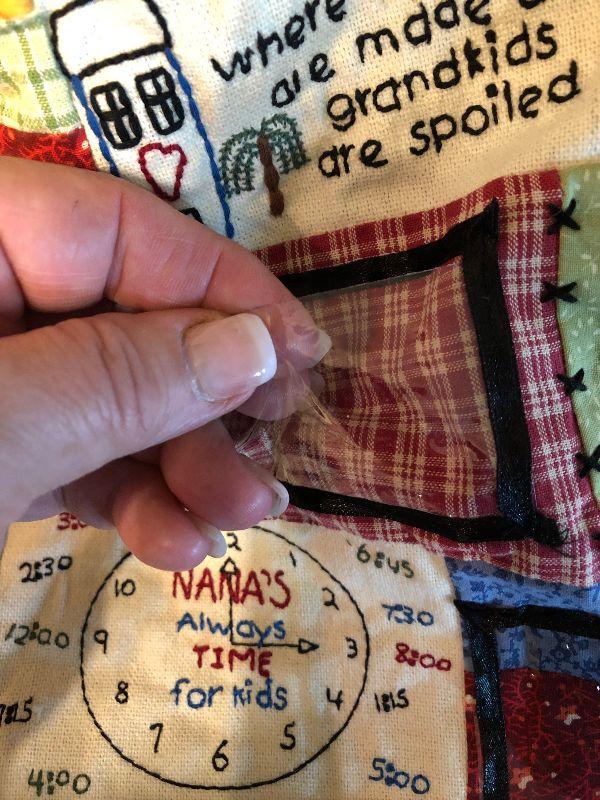 where
are made
grandkids
are spoiled
2 1 6:45
2:30 10 NANA'S 2 7:30
Always
12:00 9 TIME 3 8:00
8 for kids 4 1:15
7 6 5
4:00 5:00